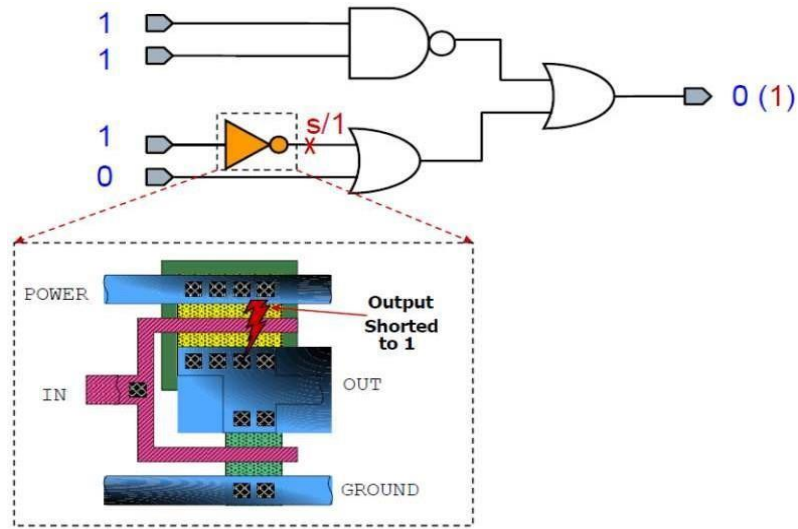 1
1
1
s/1
0
0 (1)
POWER
Output
Shorted
to 1
IN
OUT
GROUND